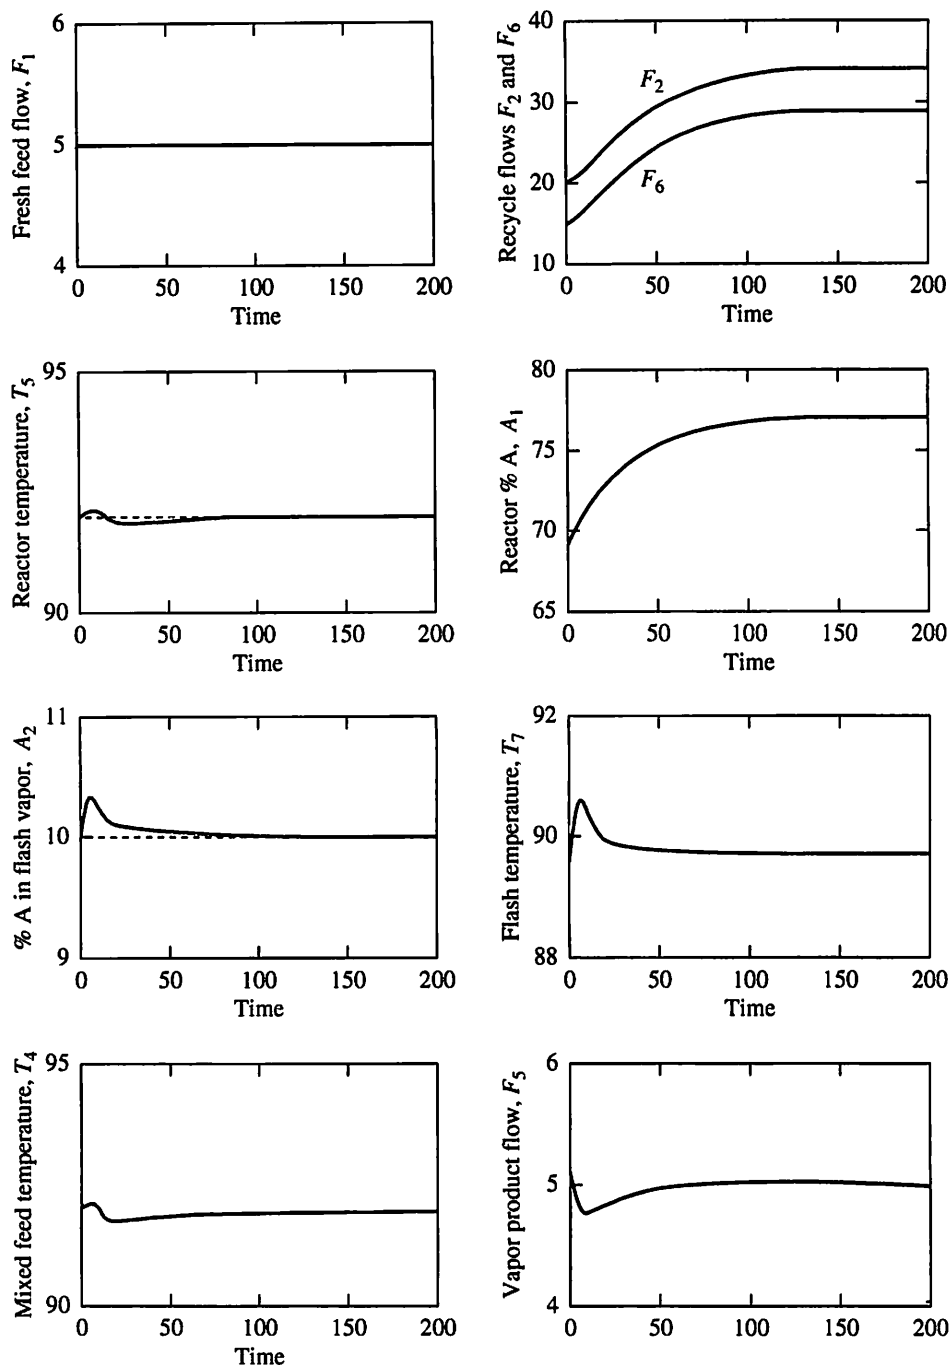 Fresh feed flow, F₁
6
5
4
0 50 100 150 200
Time
Recycle flows F₂ and F₆
40
30
20
10
F₂
F₆
0 50 100 150 200
Time
Reactor temperature, T₅
95
90
0 50 100 150 200
Time
Reactor % A, A₁
80
75
70
65
0 50 100 150 200
Time
% A in flash vapor, A₂
11
10
9
0 50 100 150 200
Time
Flash temperature, T₇
92
90
88
0 50 100 150 200
Time
Mixed feed temperature, T₄
95
90
0 50 100 150 200
Time
Vapor product flow, F₅
6
5
4
0 50 100 150 200
Time